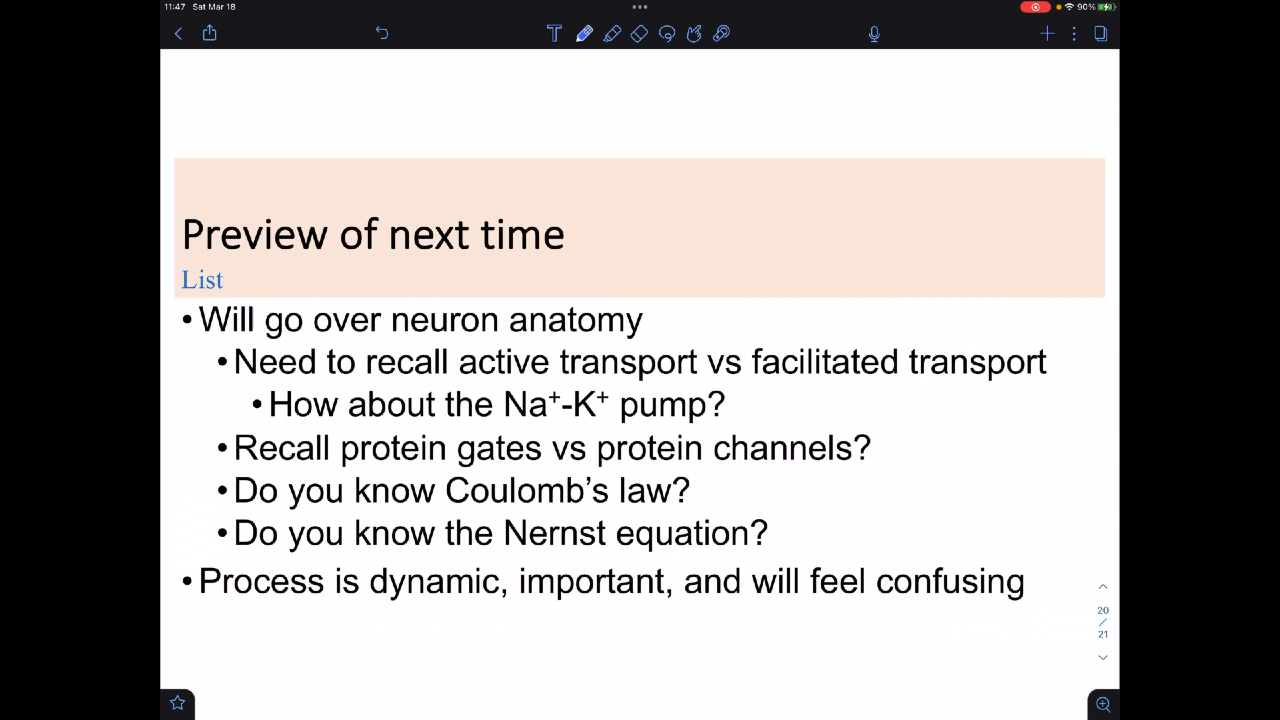 11:47 Sat Mar 18
90%
T
Preview of next time
List
•Will go over neuron anatomy
•Need to recall active transport vs facilitated transport
•How about the Na⁺-K⁺ pump?
•Recall protein gates vs protein channels?
•Do you know Coulomb’s law?
•Do you know the Nernst equation?
•Process is dynamic, important, and will feel confusing
20
/
21